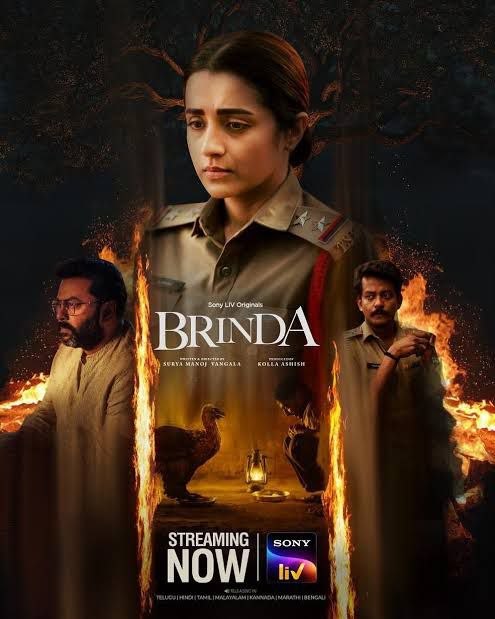 Sony LIV Originals
BRINDA
WRITTEN & DIRECTED BY
SURYA MANOJ VANGALA
PRODUCED BY
KOLLA ASHISH
STREAMING
NOW
SONY
liv
TELUGU | HINDI | TAMIL | MALAYALAM | KANNADA | MARATHI | BENGALI